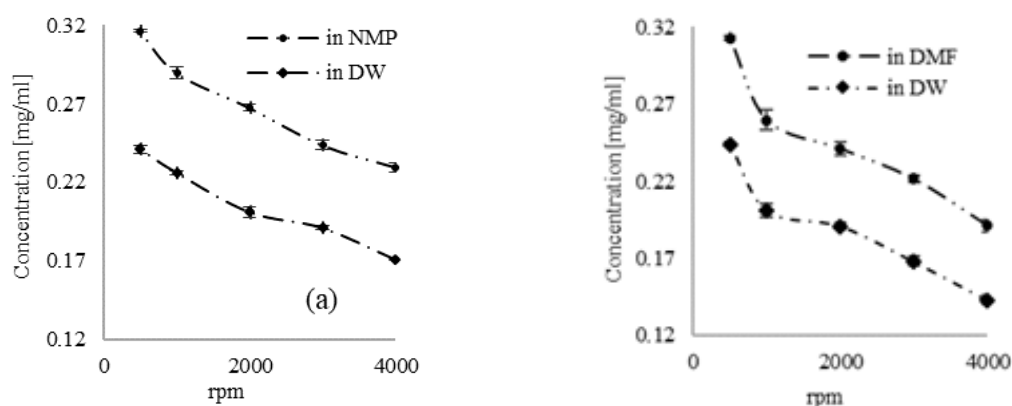 0.32
0.27
0.22
0.17
0.12
Concentration [mg/ml]
in NMP
in DW
(a)
0
2000
4000
rpm
0.32
0.27
0.22
0.17
0.12
Concentration [mg/ml]
in DMF
in DW
0
2000
4000
rpm